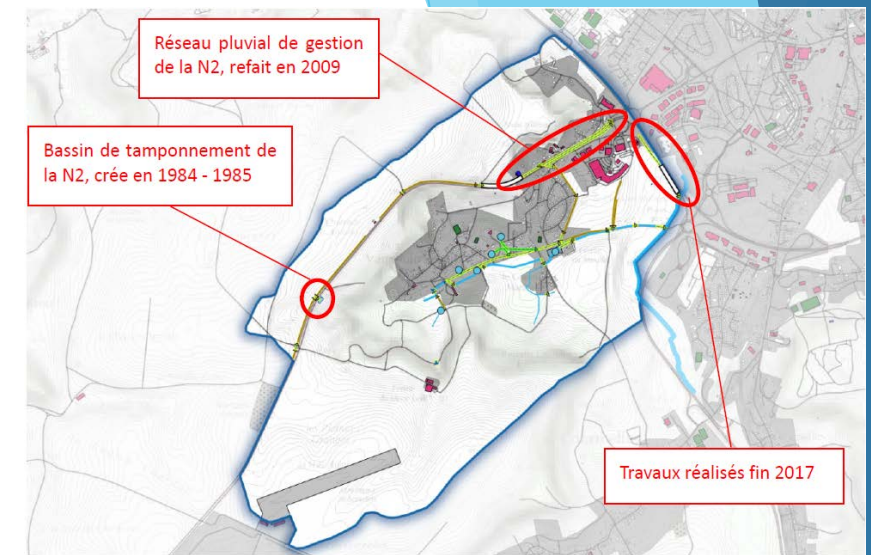 Réseau pluvial de gestion
de la N2, refait en 2009
Bassin de tamponnement de
la N2, crée en 1984 - 1985
Travaux réalisés fin 2017